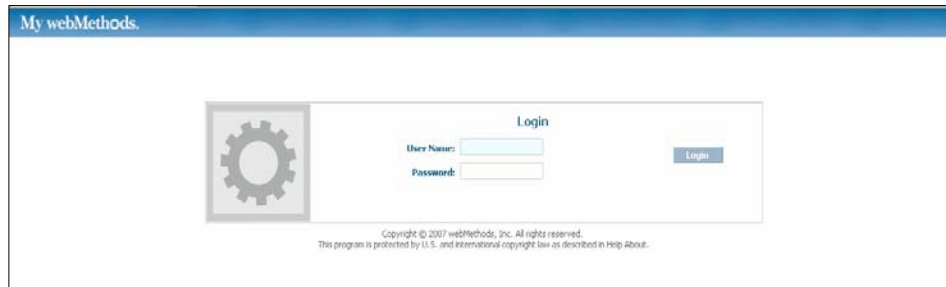 My webMethods.
Login
User Name:
Login
Password:
Copyright © 2007 webMethods, Inc. All rights reserved.
This program is protected by U.S. and international copyright law as described in Help About.